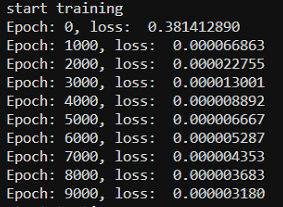 start training
Epoch: 0, loss:  0.381412890
Epoch: 1000, loss:  0.000066863
Epoch: 2000, loss:  0.000022755
Epoch: 3000, loss:  0.000013001
Epoch: 4000, loss:  0.000008892
Epoch: 5000, loss:  0.000006667
Epoch: 6000, loss:  0.000005287
Epoch: 7000, loss:  0.000004353
Epoch: 8000, loss:  0.000003683
Epoch: 9000, loss:  0.000003180